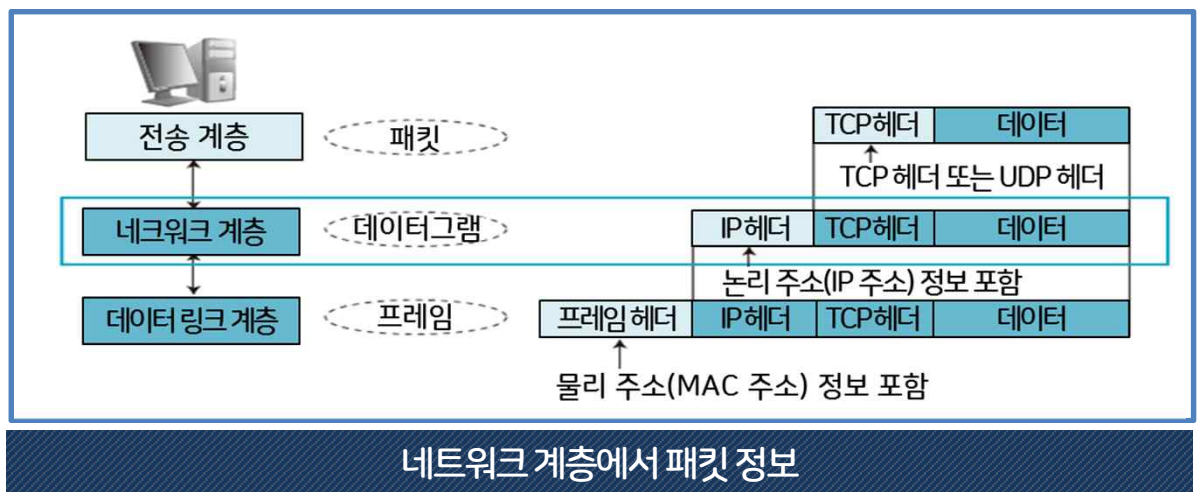 전송 계층
패킷
TCP헤더
데이터
TCP 헤더 또는 UDP 헤더
네크워크 계층
데이터그램
IP헤더
TCP헤더
데이터
논리 주소(IP 주소) 정보 포함
데이터 링크 계층
프레임
프레임 헤더
IP헤더
TCP헤더
데이터
물리 주소(MAC 주소) 정보 포함
네트워크 계층에서 패킷 정보